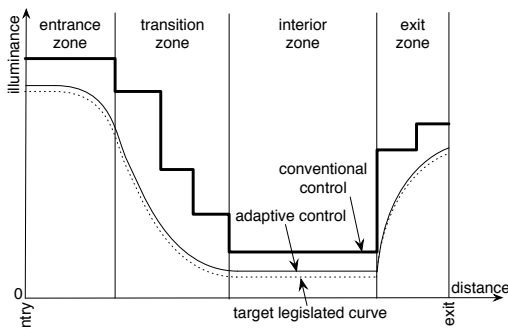 entrance
zone
transition
zone
interior
zone
exit
zone
illuminance
conventional
control
adaptive control
0
distance
target legislated curve
ntry
exit